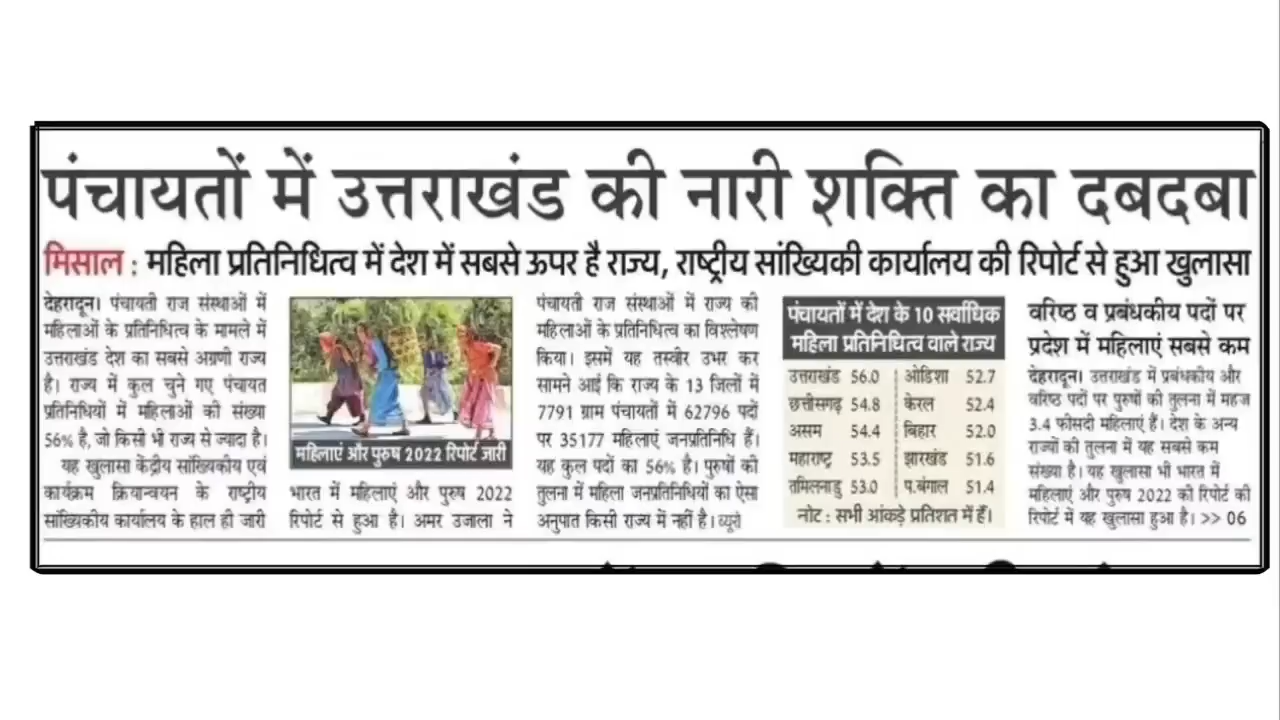 पंचायतों में उत्तराखंड की नारी शक्ति का दबदबा
मिसाल : महिला प्रतिनिधित्व में देश में सबसे ऊपर है राज्य, राष्ट्रीय सांख्यिकी कार्यालय की रिपोर्ट से हुआ खुलासा
देहरादून। पंचायती राज संस्थाओं में
महिलाओं के प्रतिनिधित्व के मामले में
उत्तराखंड देश का सबसे अग्रणी राज्य
है। राज्य में कुल चुने गए पंचायत
प्रतिनिधियों में महिलाओं की संख्या
56% है, जो किसी भी राज्य से ज्यादा है।
यह खुलासा केंद्रीय सांख्यिकीय एवं
कार्यक्रम क्रियान्वयन के राष्ट्रीय
सांख्यिकीय कार्यालय के हाल ही जारी
महिलाएं और पुरुष 2022 रिपोर्ट जारी
भारत में महिलाएं और पुरुष 2022
रिपोर्ट से हुआ है। अमर उजाला ने
पंचायती राज संस्थाओं में राज्य की
महिलाओं के प्रतिनिधित्व का विश्लेषण
किया। इसमें यह तस्वीर उभर कर
सामने आई कि राज्य के 13 जिलों में
7791 ग्राम पंचायतों में 62796 पदों
पर 35177 महिलाएं जनप्रतिनिधि हैं।
यह कुल पदों का 56% है। पुरुषों की
तुलना में महिला जनप्रतिनिधियों का ऐसा
अनुपात किसी राज्य में नहीं है। ब्यूरो
पंचायतों में देश के 10 सर्वाधिक
महिला प्रतिनिधित्व वाले राज्य
उत्तराखंड 56.0 ओडिशा 52.7
छत्तीसगढ़ 54.8 केरल 52.4
असम 54.4 बिहार 52.0
महाराष्ट्र 53.5 झारखंड 51.6
तमिलनाडु 53.0 प.बंगाल 51.4
नोट : सभी आंकड़े प्रतिशत में हैं।
वरिष्ठ व प्रबंधकीय पदों पर
प्रदेश में महिलाएं सबसे कम
देहरादून। उत्तराखंड में प्रबंधकीय और
वरिष्ठ पदों पर पुरुषों की तुलना में महज
3.4 फीसदी महिलाएं हैं। देश के अन्य
राज्यों की तुलना में यह सबसे कम
संख्या है। यह खुलासा भी भारत में
महिलाएं और पुरुष 2022 की रिपोर्ट की
रिपोर्ट में यह खुलासा हुआ है। >> 06